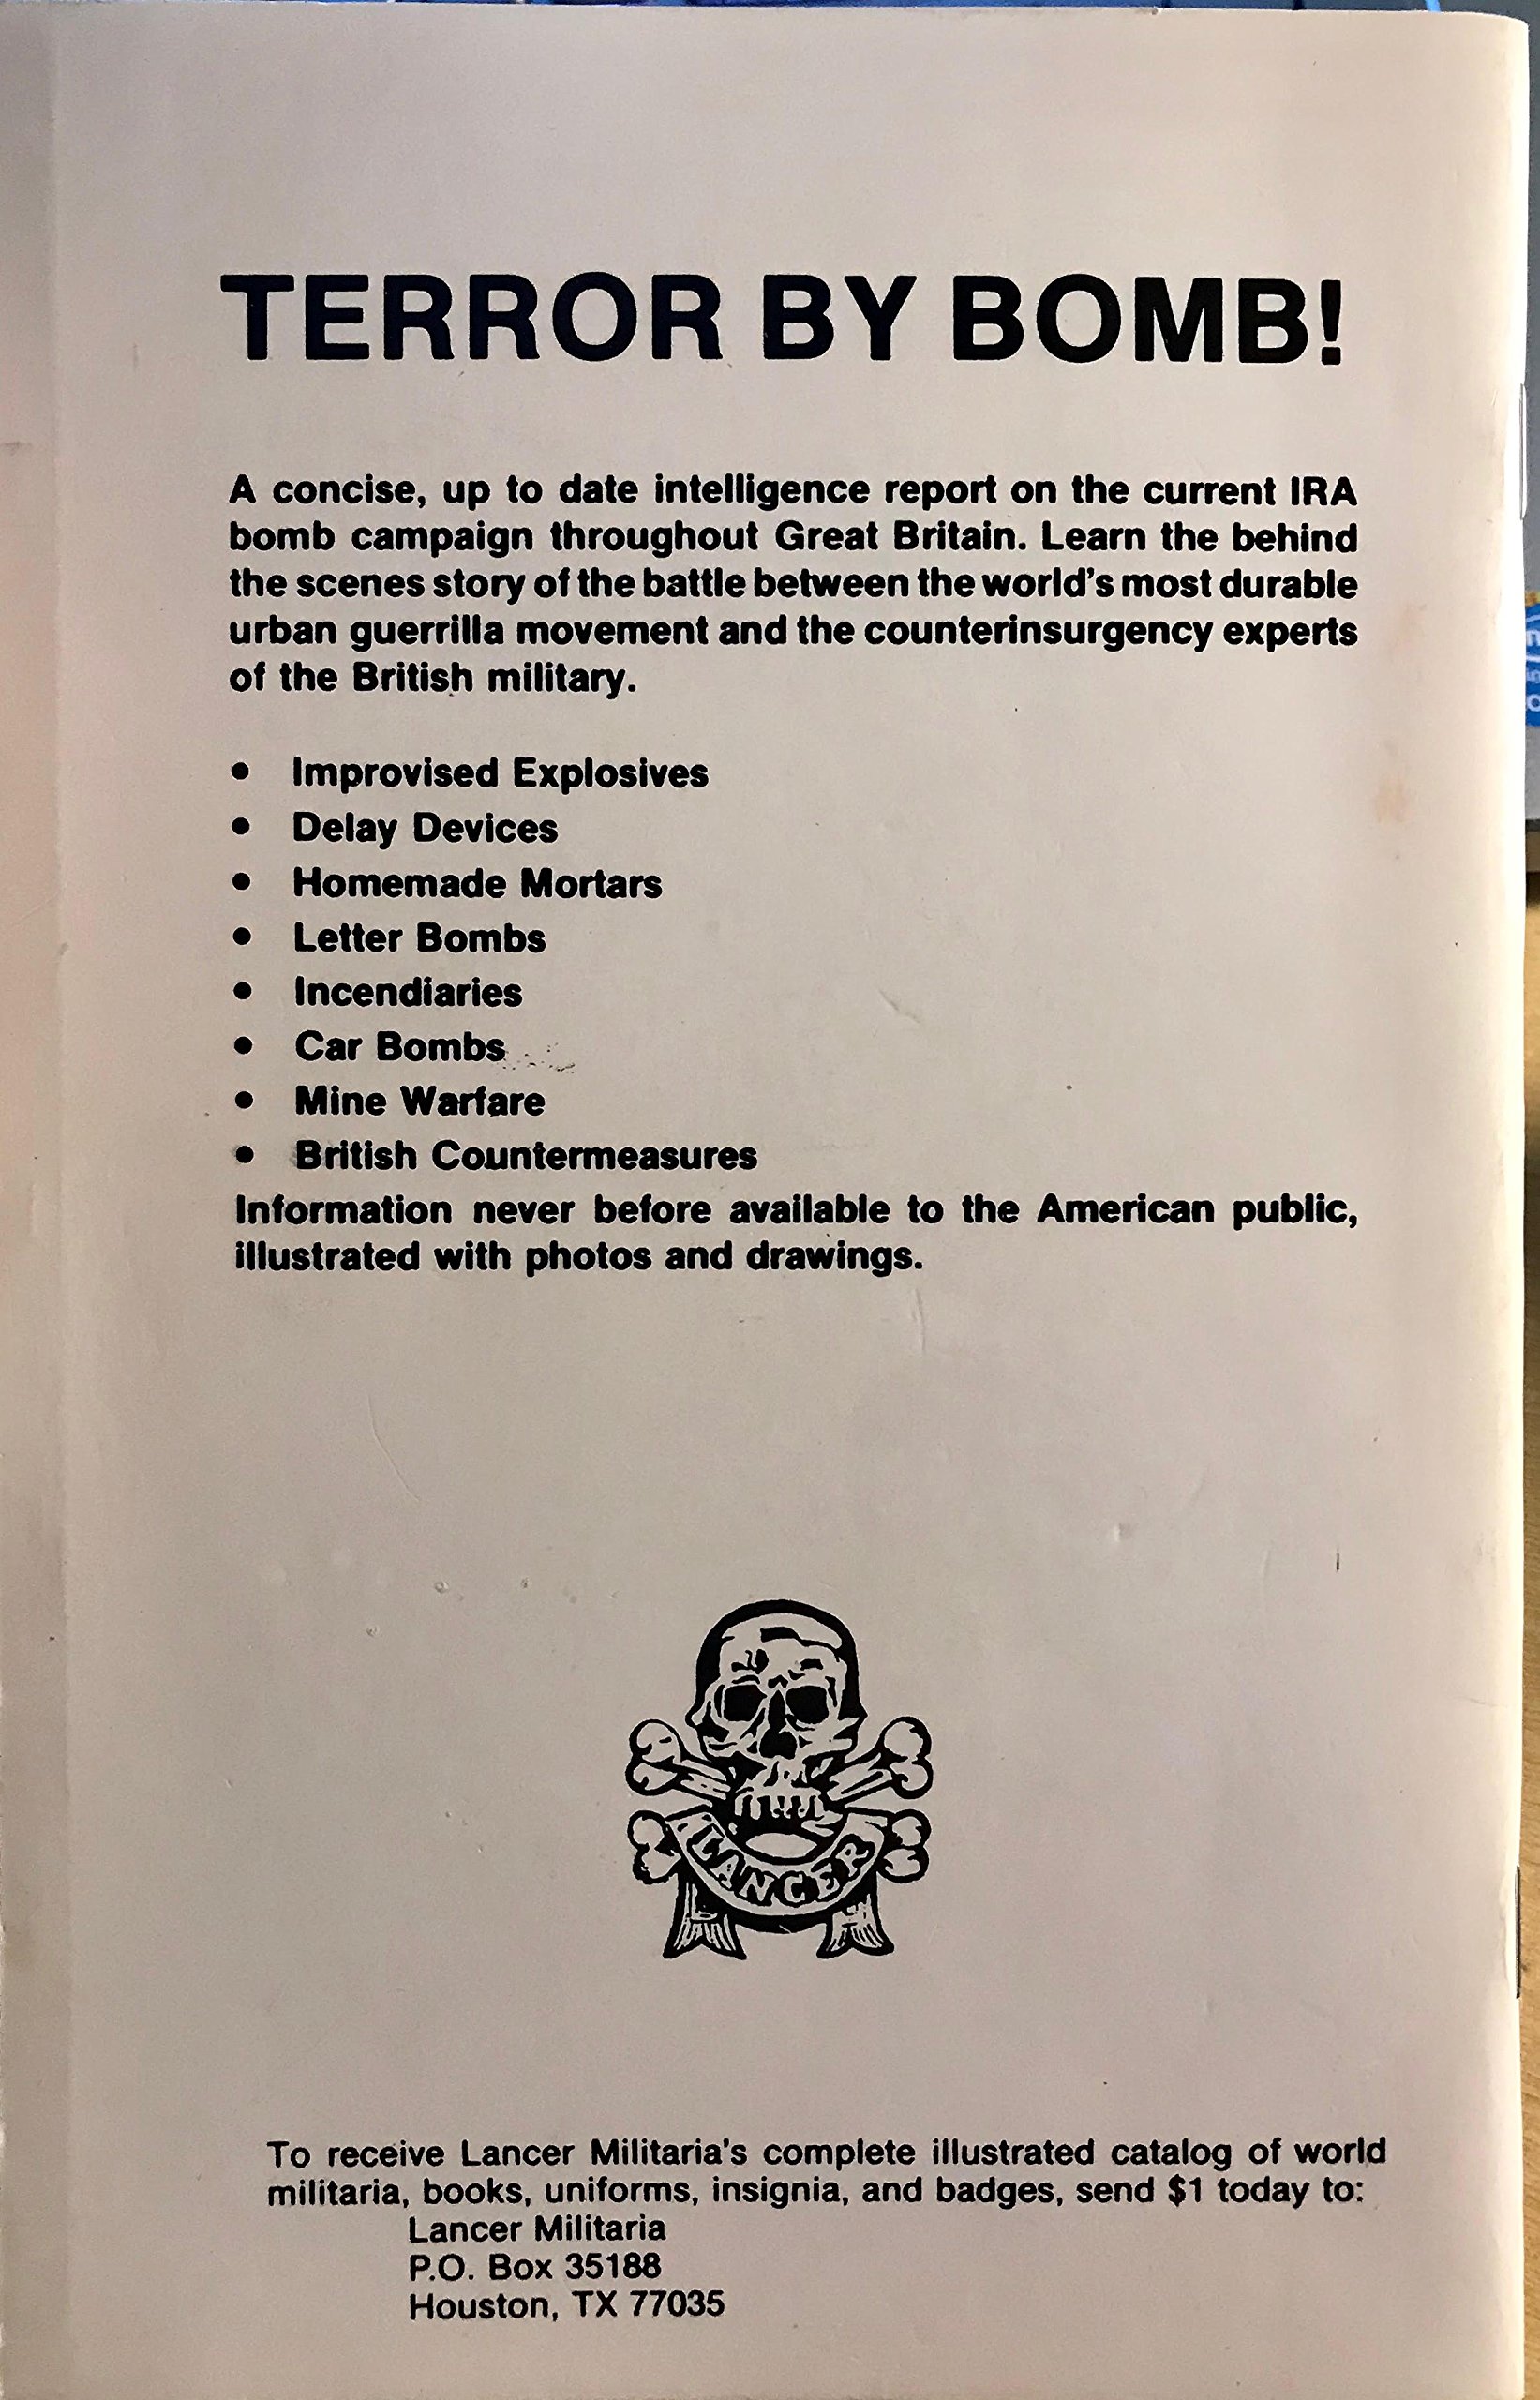 TERROR BY BOMB!
A concise, up to date intelligence report on the current IRA
bomb campaign throughout Great Britain. Learn the behind
the scenes story of the battle between the world's most durable
urban guerrilla movement and the counterinsurgency experts
of the British military.
• Improvised Explosives
• Delay Devices
• Homemade Mortars
• Letter Bombs
• Incendiaries
• Car Bombs
• Mine Warfare
• British Countermeasures
Information never before available to the American public,
illustrated with photos and drawings.
LANCER
To receive Lancer Militaria's complete illustrated catalog of world
militaria, books, uniforms, insignia, and badges, send $1 today to:
Lancer Militaria
P.O. Box 35188
Houston, TX 77035